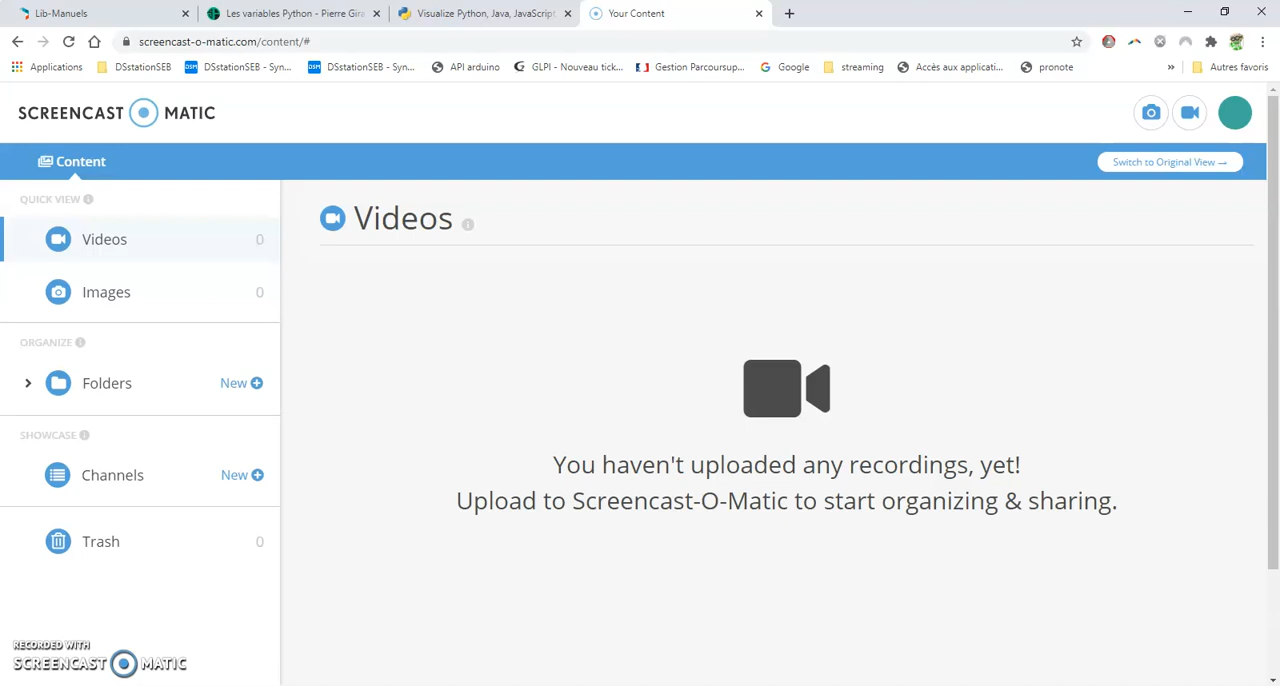 Lib-Manuels
Les variables Python - Pierre Gira
Visualize Python, Java, JavaScript
Your Content
screencast-o-matic.com/content/#
Applications
DSstationSEB
DSstationSEB - Syn...
DSstationSEB - Syn...
API arduino
GLPI - Nouveau tick...
Gestion Parcoursup...
Google
streaming
Accès aux applicati...
pronote
»
Autres favoris
SCREENCAST MATIC
Content
Switch to Original View →
QUICK VIEW
Videos 0
Images 0
ORGANIZE
Folders New
SHOWCASE
Channels New
Trash 0
Videos
You haven't uploaded any recordings, yet!
Upload to Screencast-O-Matic to start organizing & sharing.
RECORDED WITH
SCREENCAST MATIC